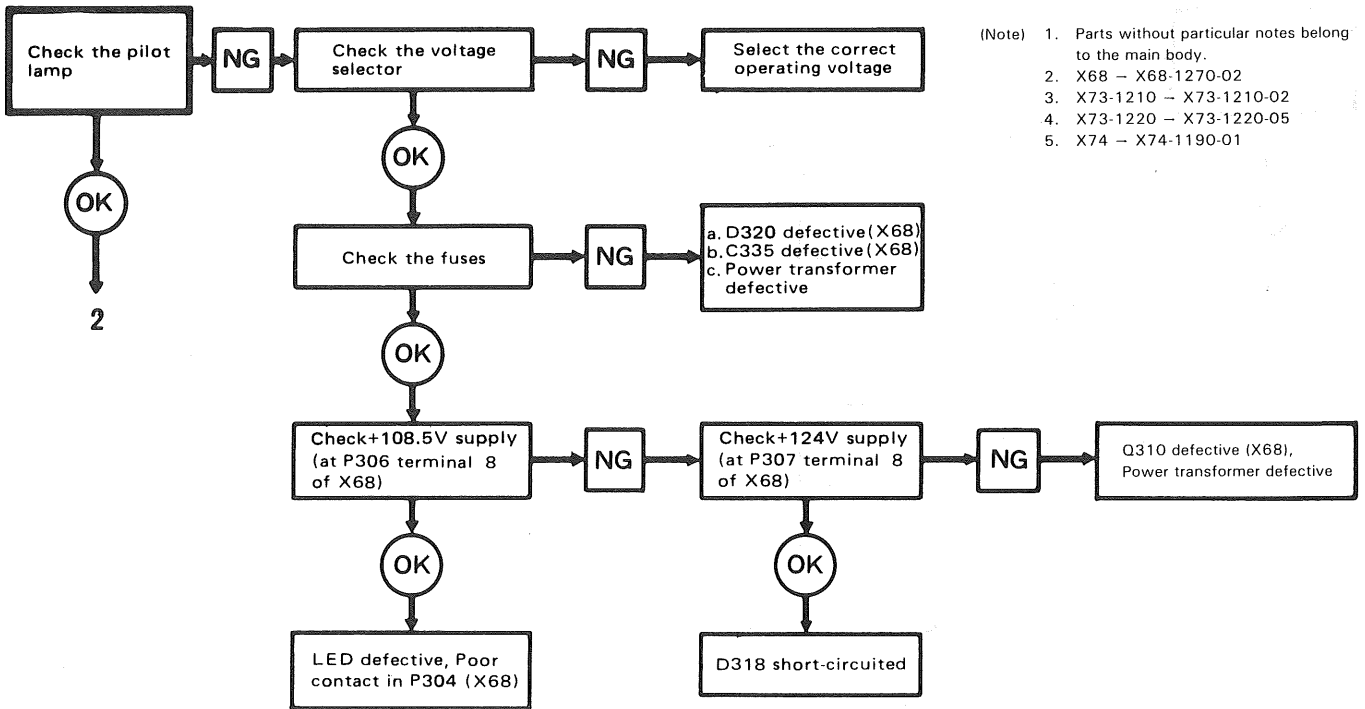 Check the pilot
lamp
NG
Check the voltage
selector
NG
Select the correct
operating voltage
(Note) 1. Parts without particular notes belong
to the main body.
2. X68 – X68-1270-02
3. X73-1210 – X73-1210-02
4. X73-1220 – X73-1220-05
5. X74 – X74-1190-01
OK
OK
2
Check the fuses
NG
a. D320 defective (X68)
b. C335 defective (X68)
c. Power transformer
defective
OK
Check+108.5V supply
(at P306 terminal 8
of X68)
NG
Check+124V supply
(at P307 terminal 8
of X68)
NG
Q310 defective (X68),
Power transformer defective
OK
OK
LED defective, Poor
contact in P304 (X68)
D318 short-circuited